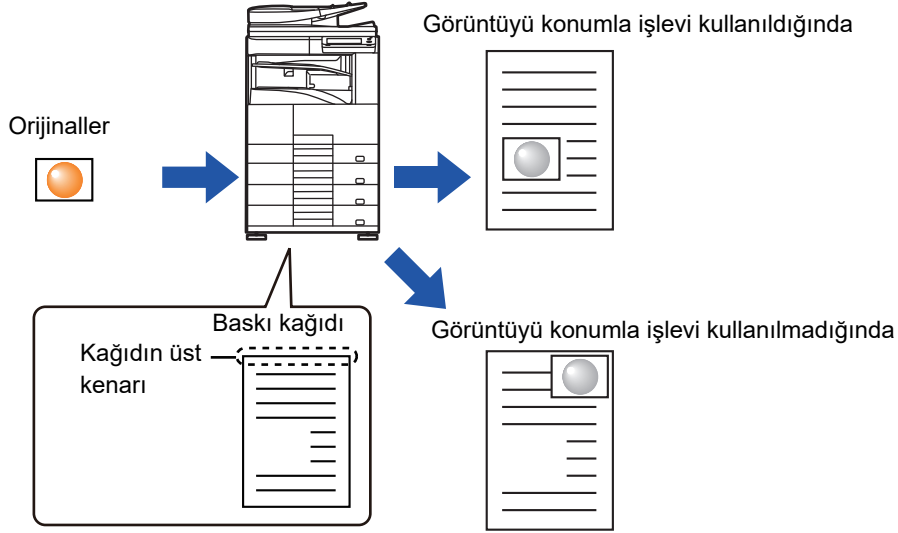 Görüntüyü konumla işlevi kullanıldığında
Orijinaller
Baskı kağıdı
Kağıdın üst
kenarı
Görüntüyü konumla işlevi kullanılmadığında